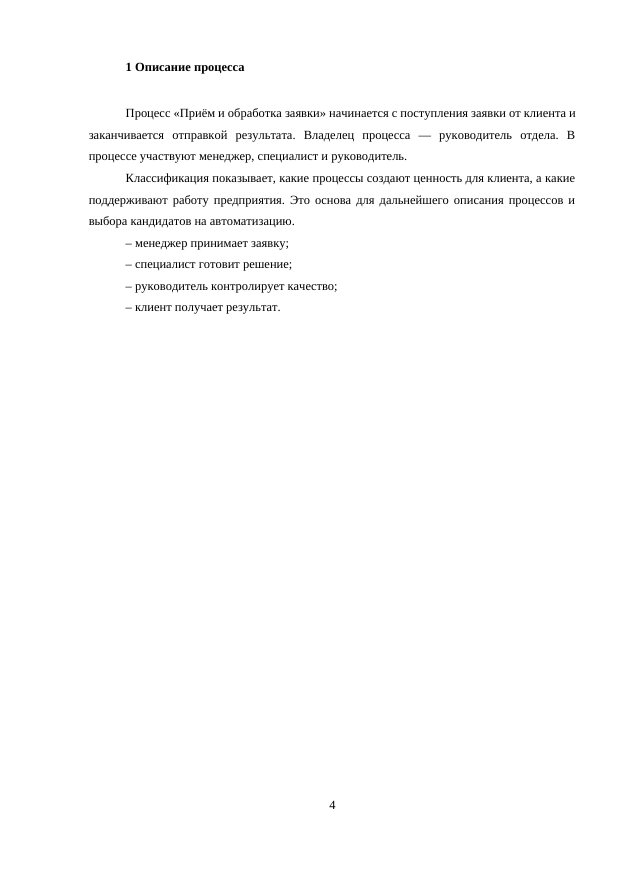 1 Описание процесса
Процесс «Приём и обработка заявки» начинается с поступления заявки от клиента и
заканчивается отправкой результата. Владелец процесса — руководитель отдела. В
процессе участвуют менеджер, специалист и руководитель.
Классификация показывает, какие процессы создают ценность для клиента, а какие
поддерживают работу предприятия. Это основа для дальнейшего описания процессов и
выбора кандидатов на автоматизацию.
– менеджер принимает заявку;
– специалист готовит решение;
– руководитель контролирует качество;
– клиент получает результат.
4